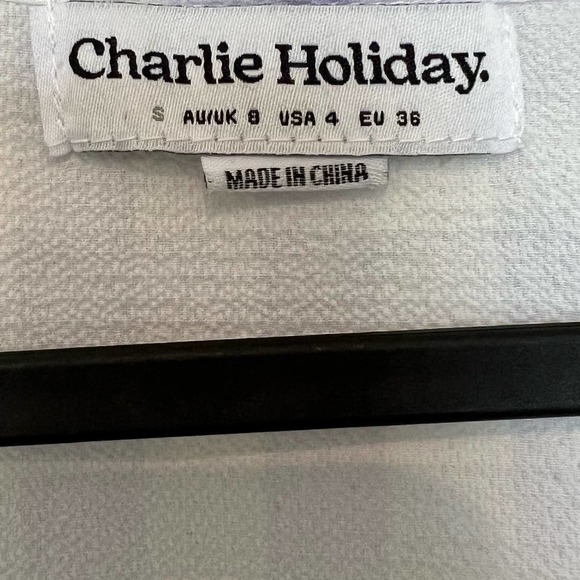 Charlie Holiday.
S AU/UK 8 USA 4 EU 36
MADE IN CHINA